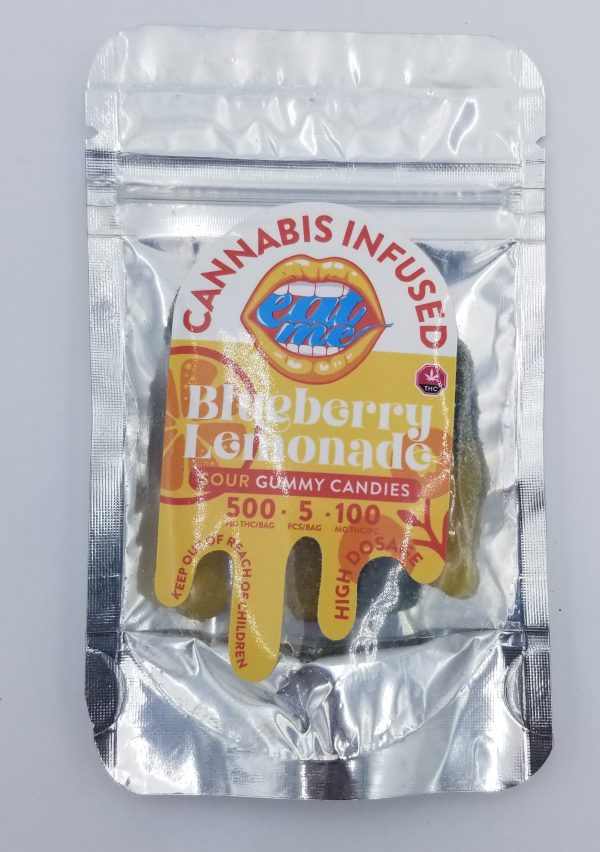 CANNABIS INFUSED
eat
me
THC
Blueberry
Lemonade
SOUR GUMMY CANDIES
500 · 5 · 100
MG THC/BAG PCS/BAG MG THC/PC
KEEP OUT OF REACH OF CHILDREN
HIGH DOSAGE